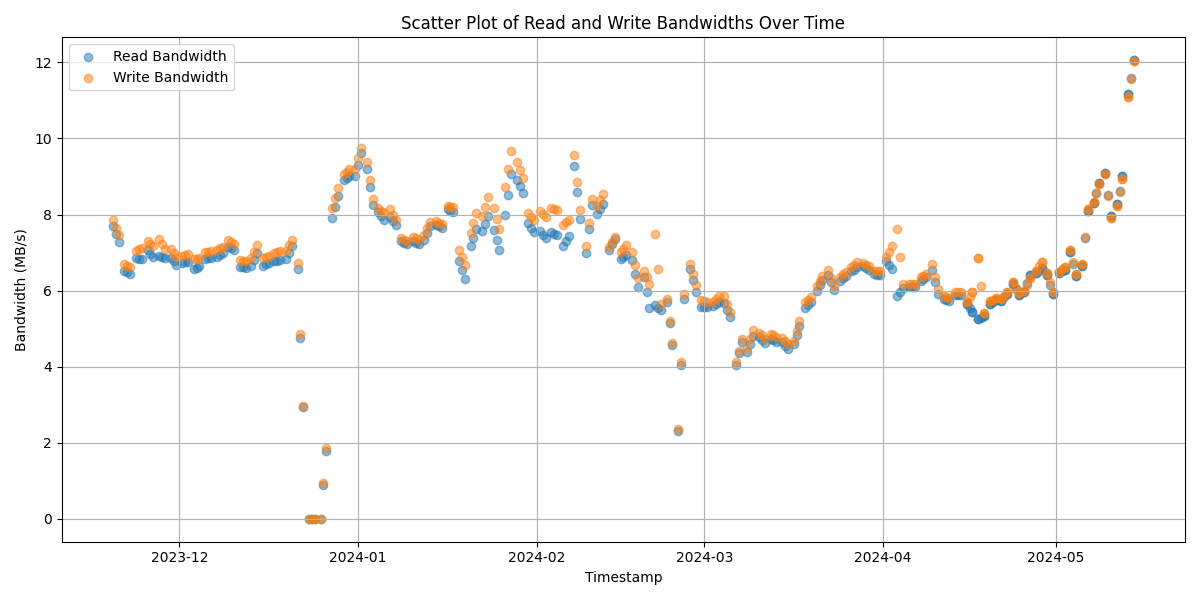 Scatter Plot of Read and Write Bandwidths Over Time
Read Bandwidth
Write Bandwidth
12
10
8
6
4
2
0
Bandwidth (MB/s)
2023-12 2024-01 2024-02 2024-03 2024-04 2024-05
Timestamp